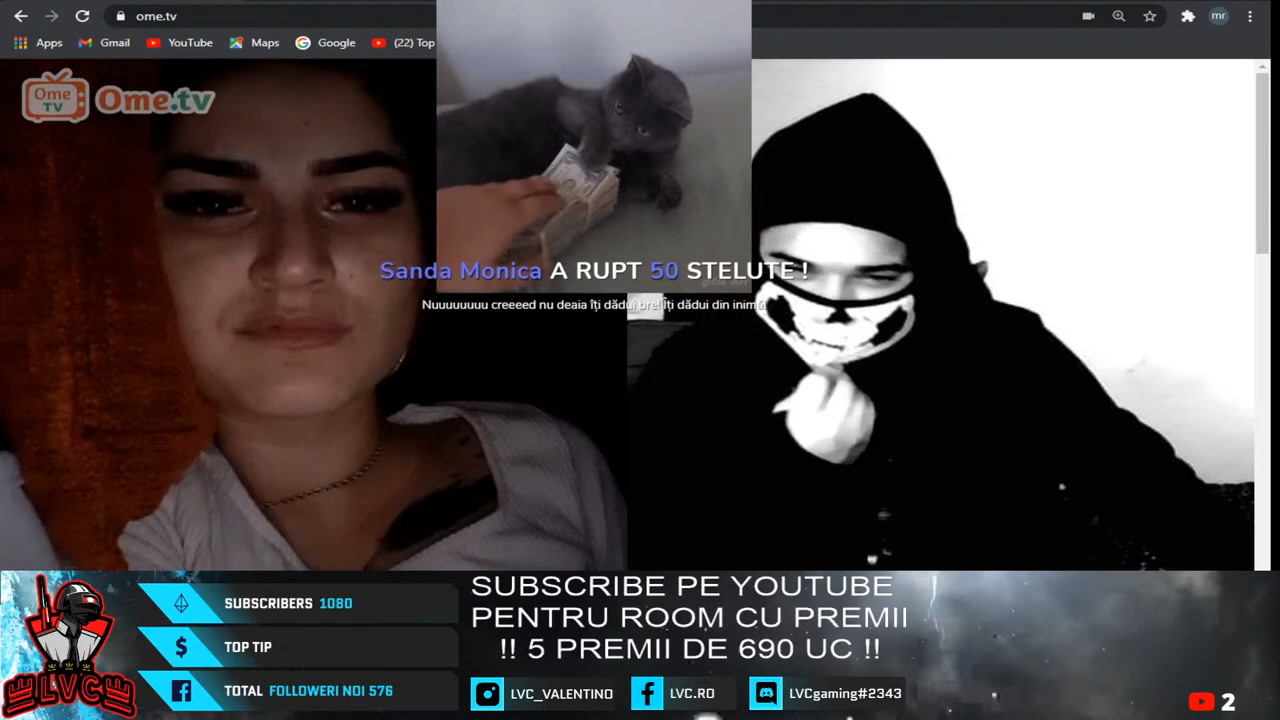 ome.tv
mr
Apps
Gmail
YouTube
Maps
Google
(22) Top
Ome TV
Ome.tv
Sanda Monica A RUPT 50 STELUTE !
Nuuuuuuuu creeeed nu deaia îți dădui bre! Îți dădui din inimă!
SUBSCRIBERS 1080
TOP TIP
TOTAL FOLLOWERI NOI 576
SUBSCRIBE PE YOUTUBE
PENTRU ROOM CU PREMII
!! 5 PREMII DE 690 UC !!
LVC_VALENTINO
LVC.RO
LVCgaming#2343
LVC
2